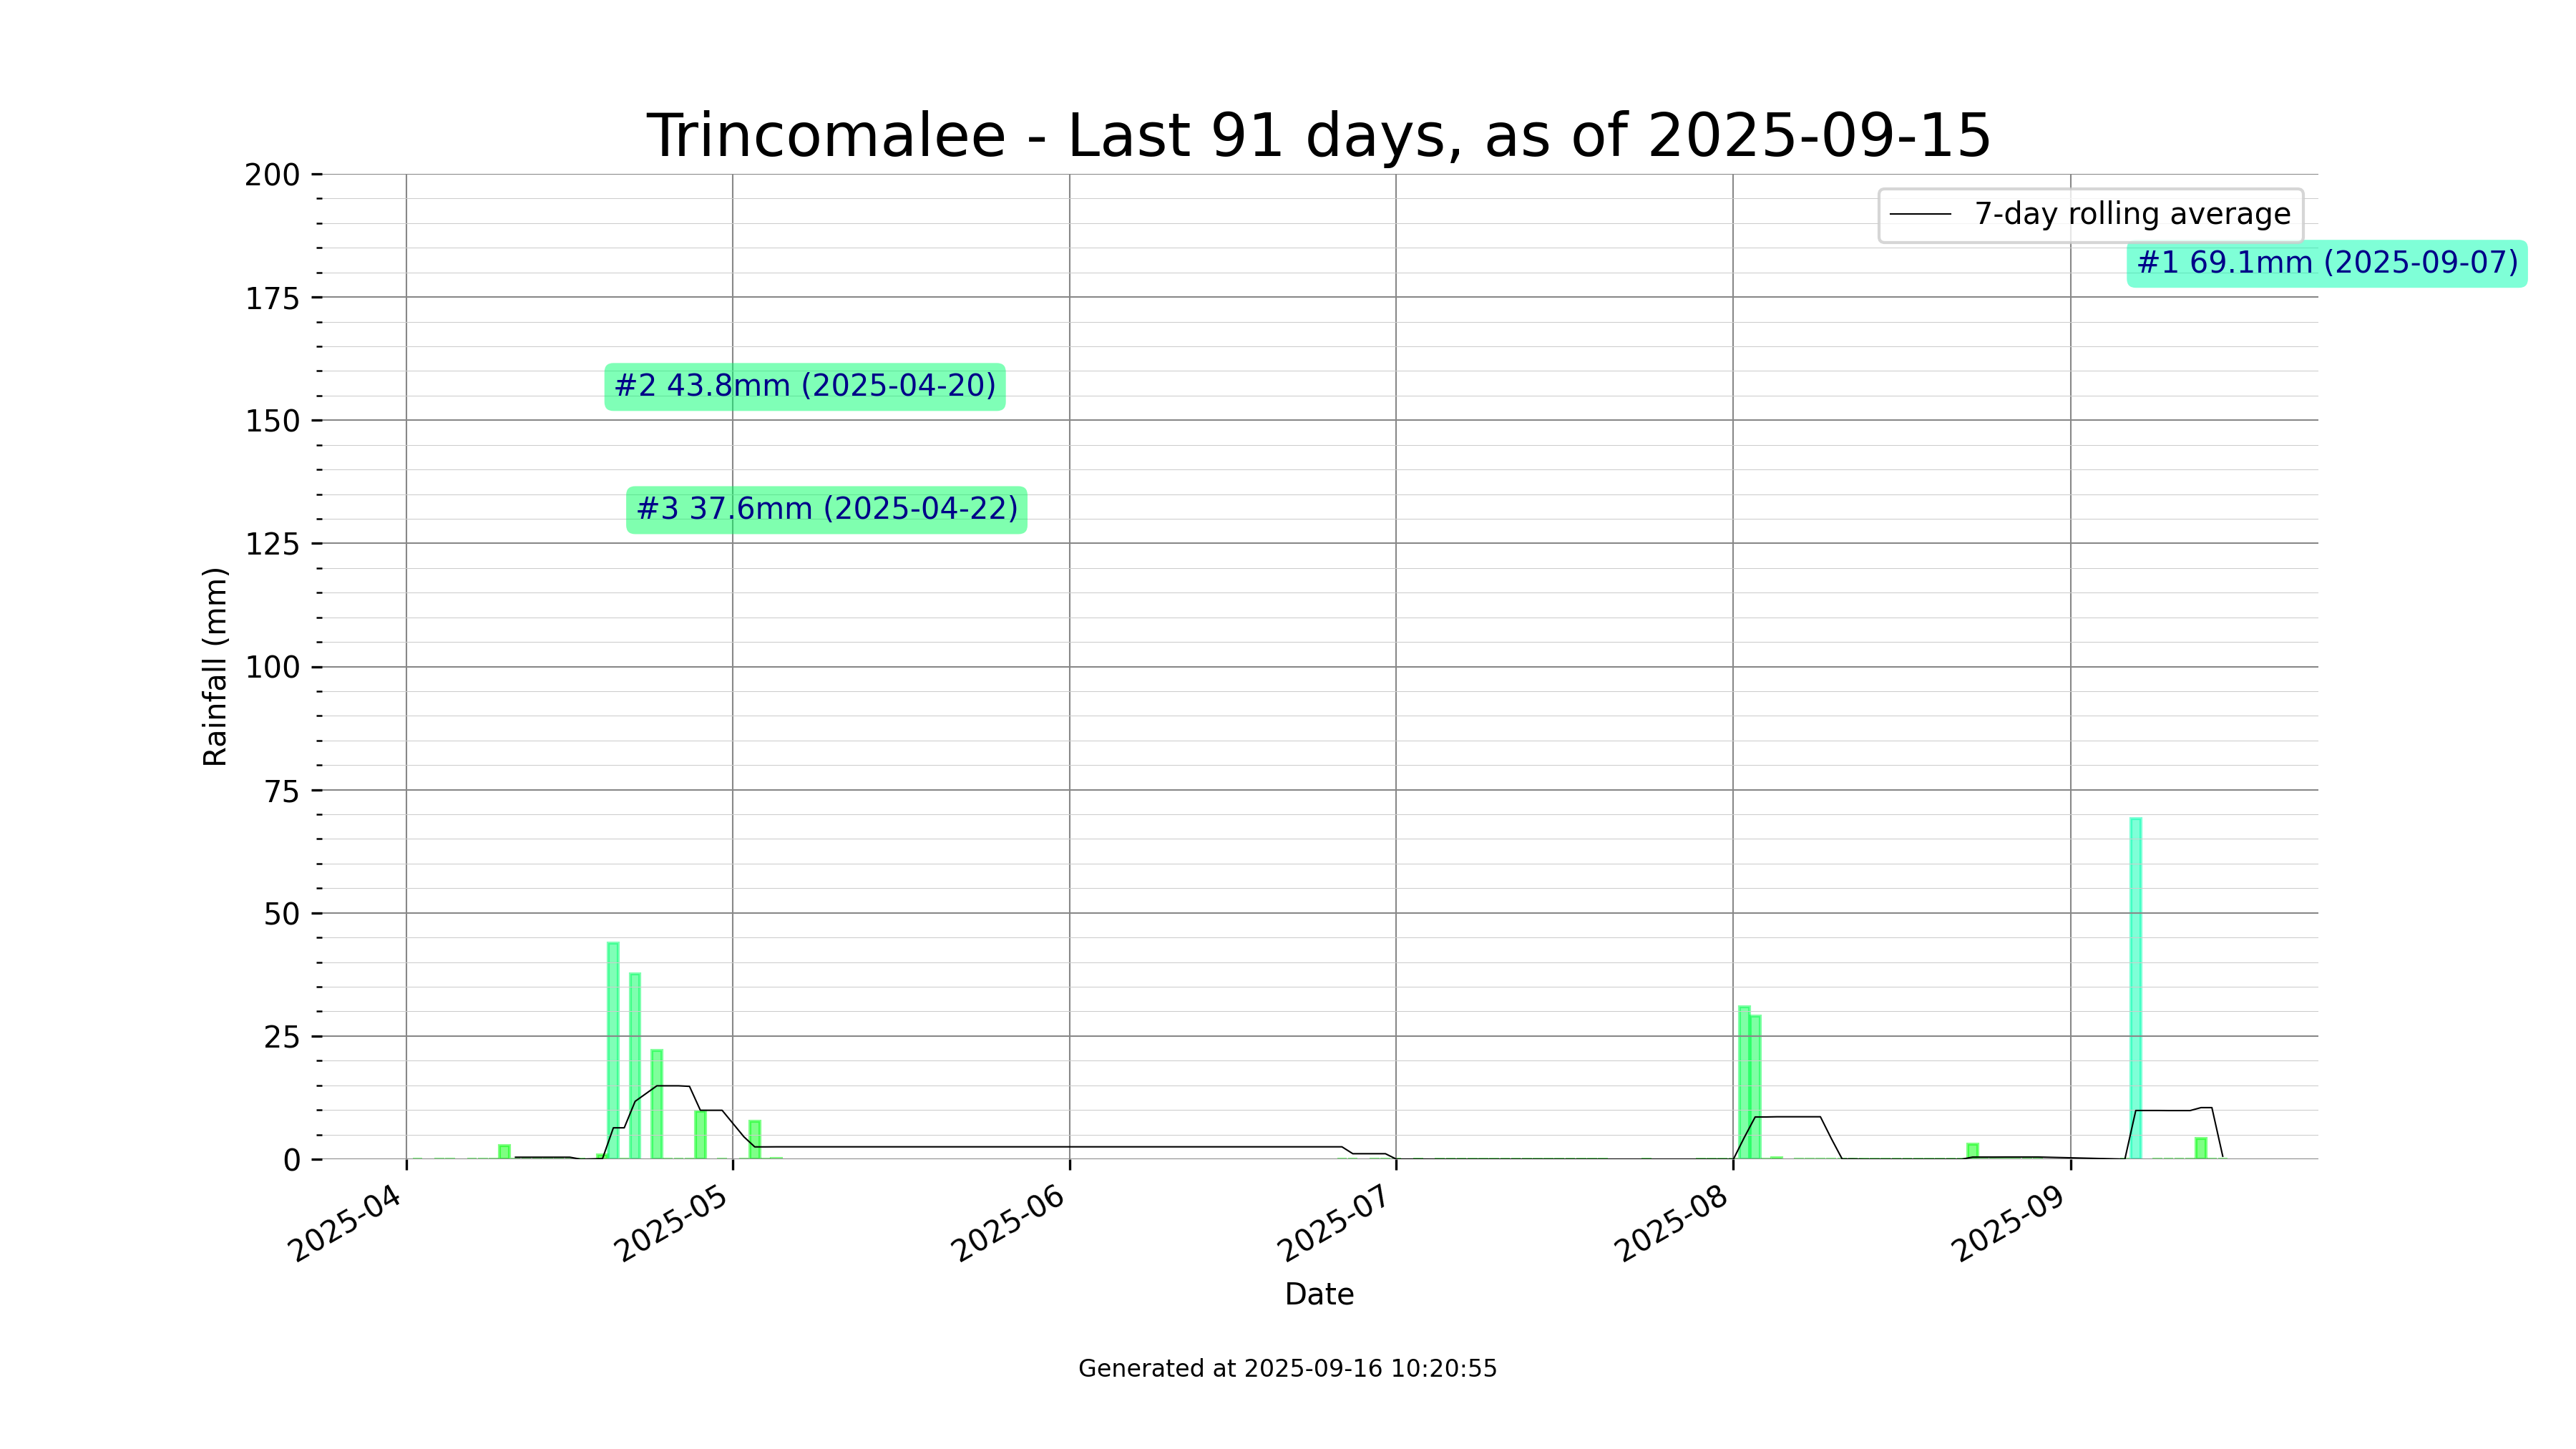 Trincomalee - Last 91 days, as of 2025-09-15
7-day rolling average
#1 69.1mm (2025-09-07)
#2 43.8mm (2025-04-20)
#3 37.6mm (2025-04-22)
Rainfall (mm)
200
175
150
125
100
75
50
25
0
2025-04
2025-05
2025-06
2025-07
2025-08
2025-09
Date
Generated at 2025-09-16 10:20:55